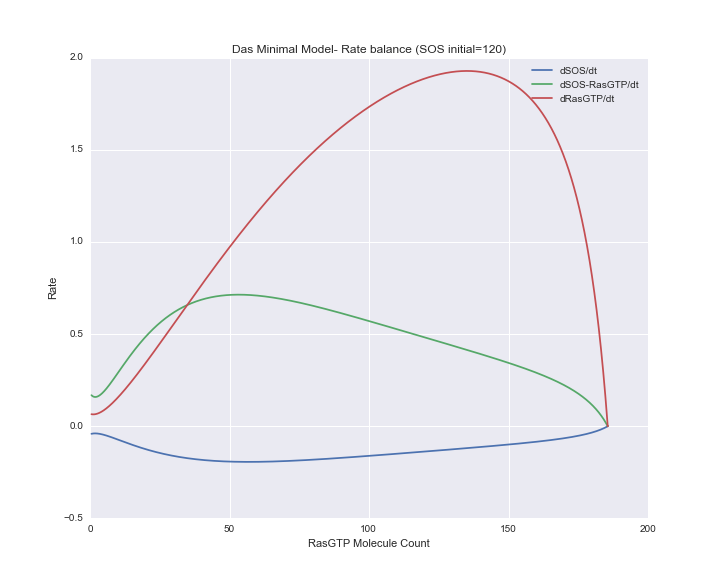 Das Minimal Model- Rate balance (SOS initial=120)
2.0
1.5
1.0
0.5
0.0
−0.5
Rate
dSOS/dt
dSOS-RasGTP/dt
dRasGTP/dt
0 50 100 150 200
RasGTP Molecule Count